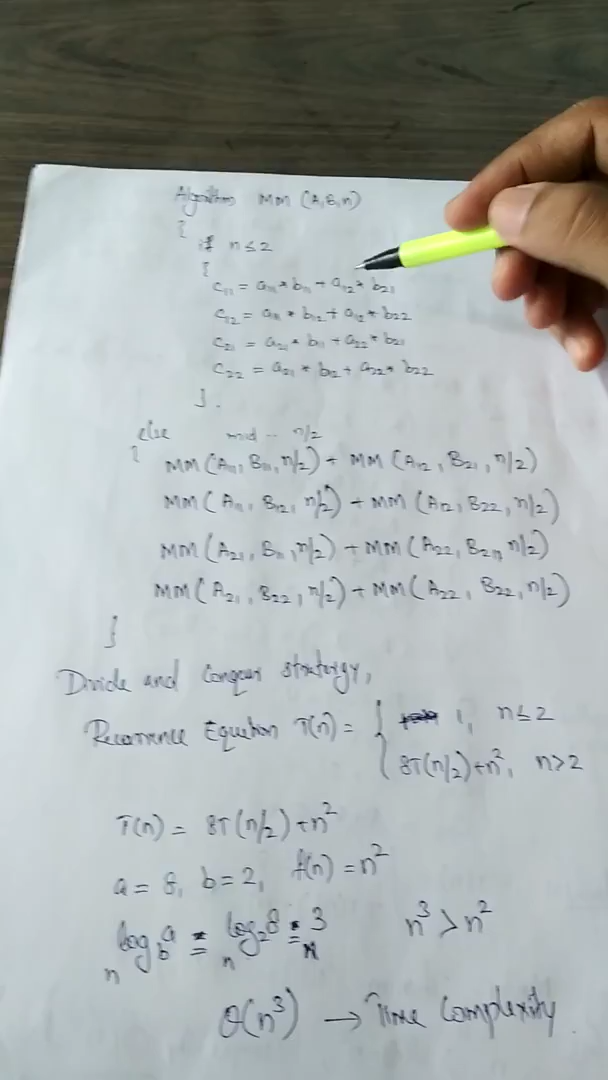 Algorithm MM (A,B,n)
{
if n ≤ 2
{
C₁₁ = a₁₁ * b₁₁ + a₁₂ * b₂₁
C₁₂ = a₁₁ * b₁₂ + a₁₂ * b₂₂
C₂₁ = a₂₁ * b₁₁ + a₂₂ * b₂₁
C₂₂ = a₂₁ * b₁₂ + a₂₂ * b₂₂
}.
else mid - n/2
{
MM (A₁₁, B₁₁, n/2) + MM (A₁₂, B₂₁, n/2)
MM (A₁₁, B₁₂, n/2) + MM (A₁₂, B₂₂, n/2)
MM (A₂₁, B₁₁, n/2) + MM (A₂₂, B₂₁, n/2)
MM (A₂₁, B₂₂, n/2) + MM (A₂₂, B₂₂, n/2)
}
Divide and Conquer stratergy,
Recurrence Equation T(n) = { 1, n ≤ 2
8T(n/2) + n², n > 2
T(n) = 8T(n/2) + n²
a = 8, b = 2, f(n) = n²
n^log_b a = n^log₂ 8 = n^3 n³ > n²
θ(n³) → Time Complexity.